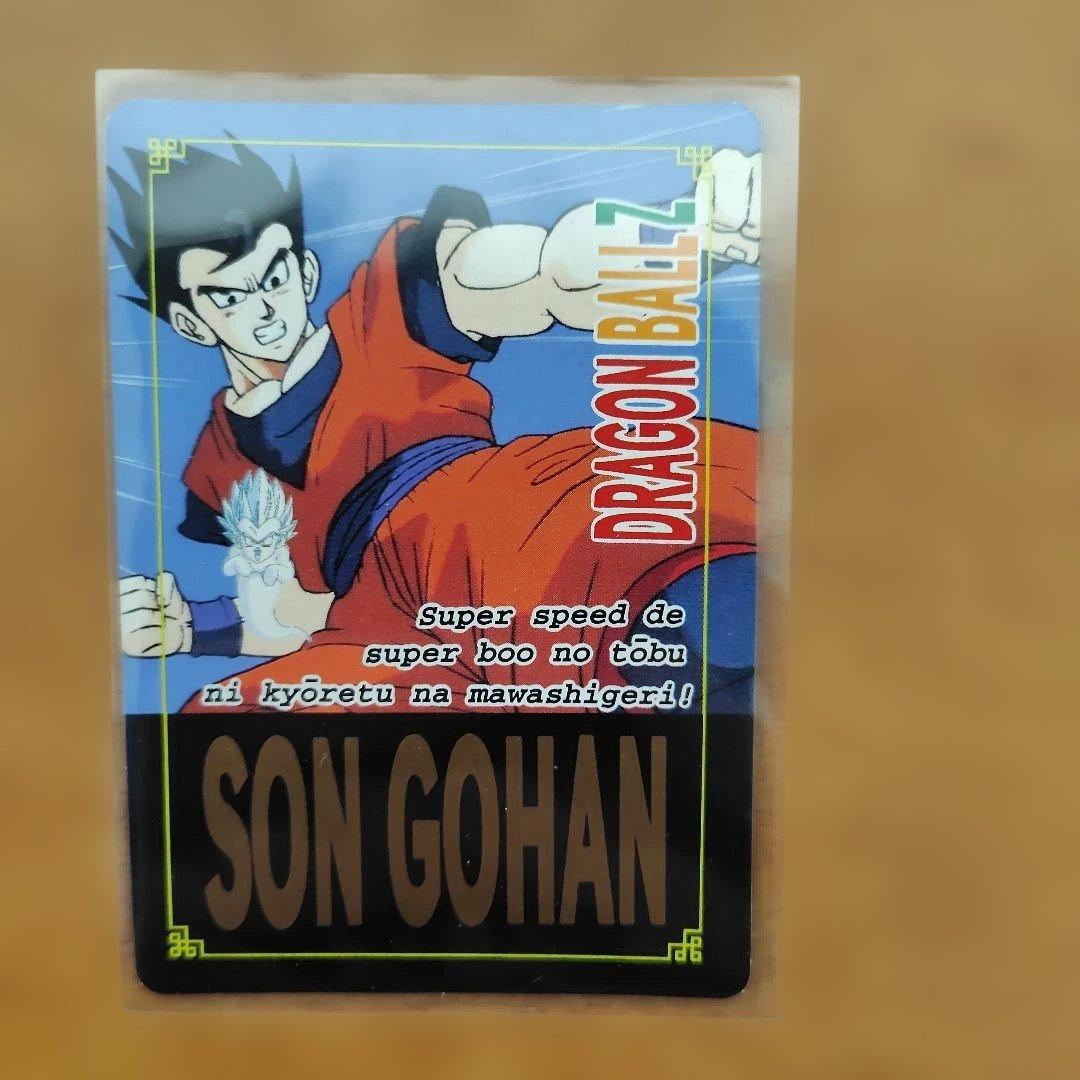 DRAGON BALL Z
Super speed de
super boo no tōbu
ni kyōretu na mawashigeri!
SON GOHAN